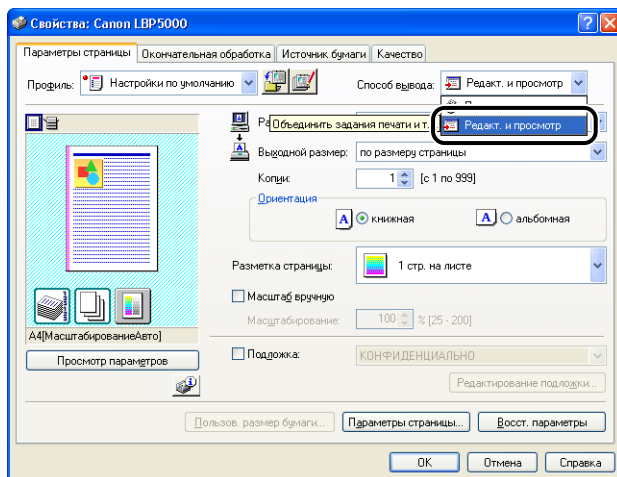 Свойства: Canon LBP5000
Параметры страницы Окончательная обработка Источник бумаги Качество
Профиль: Настройки по умолчанию Способ вывода: Редакт. и просмотр
Редакт. и просмотр
Объединить задания печати и т.
Выходной размер: по размеру страницы
Копии: 1 [с 1 по 999]
Ориентация
A книжная A альбомная
Разметка страницы: 1 стр. на листе
Масштаб вручную
Масштабирование: 100 % [25 - 200]
A4[МасштабированиеАвто]
Просмотр параметров
Подложка: КОНФИДЕНЦИАЛЬНО
Редактирование подложки...
Пользов. размер бумаги... Параметры страницы... Восст. параметры
OK Отмена Справка